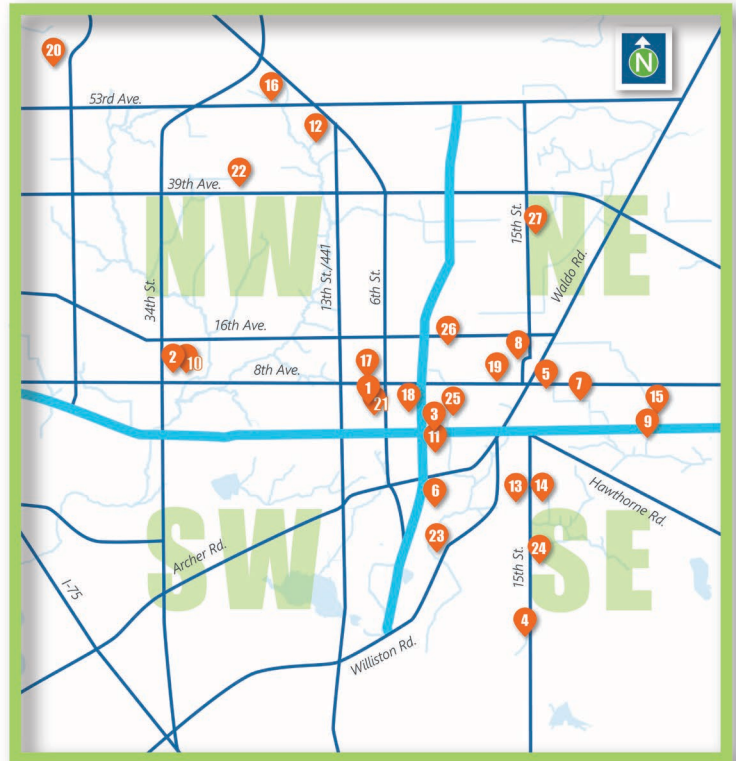 20
N
16
53rd Ave.
12
22
39th Ave.
NW
NE
15th St.
27
34th St.
13th St./441
6th St.
Waldo Rd.
26
16th Ave.
8
2
10
17
19
5
8th Ave.
1
7
21
18
25
15
3
9
11
6
13
14
Hawthorne Rd.
SW
SE
23
Archer Rd.
15th St.
24
I-75
4
Williston Rd.